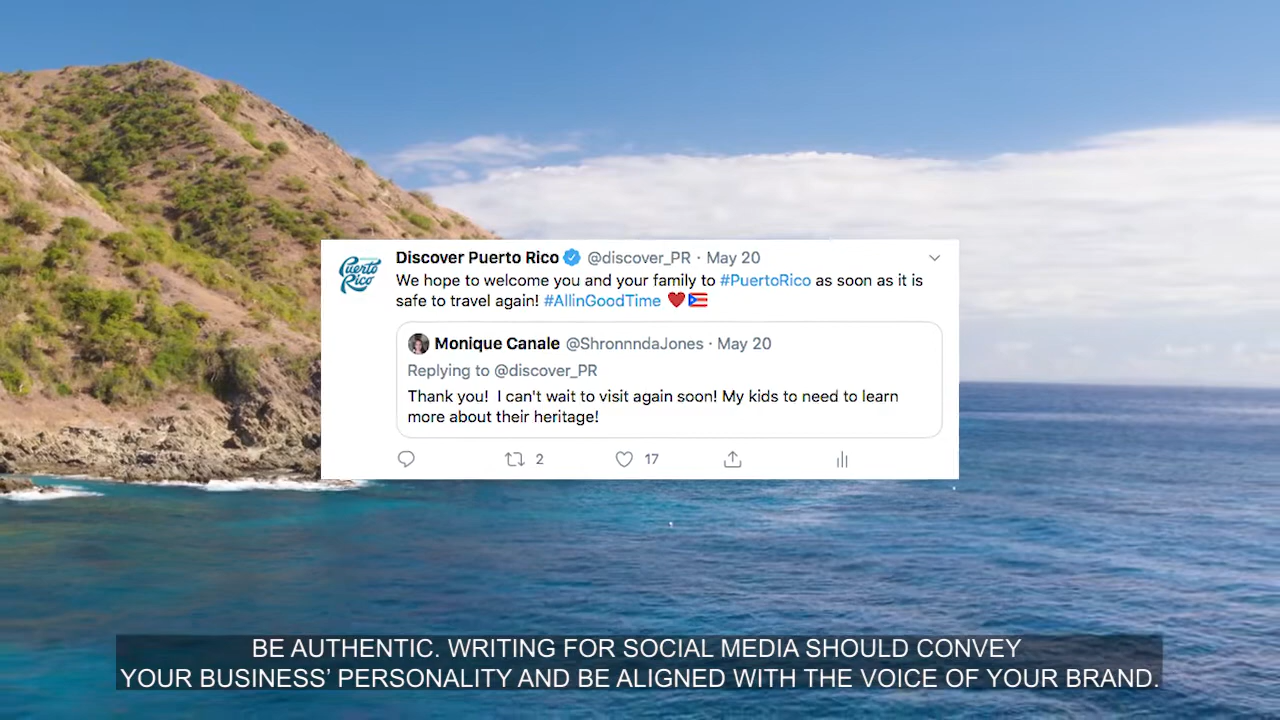 Discover Puerto Rico @discover_PR · May 20
Puerto
Rico
We hope to welcome you and your family to #PuertoRico as soon as it is
safe to travel again! #AllinGoodTime ❤️🇵🇷
Monique Canale @ShronnndaJones · May 20
Replying to @discover_PR
Thank you!  I can't wait to visit again soon! My kids to need to learn
more about their heritage!
2
17
BE AUTHENTIC. WRITING FOR SOCIAL MEDIA SHOULD CONVEY
YOUR BUSINESS’ PERSONALITY AND BE ALIGNED WITH THE VOICE OF YOUR BRAND.